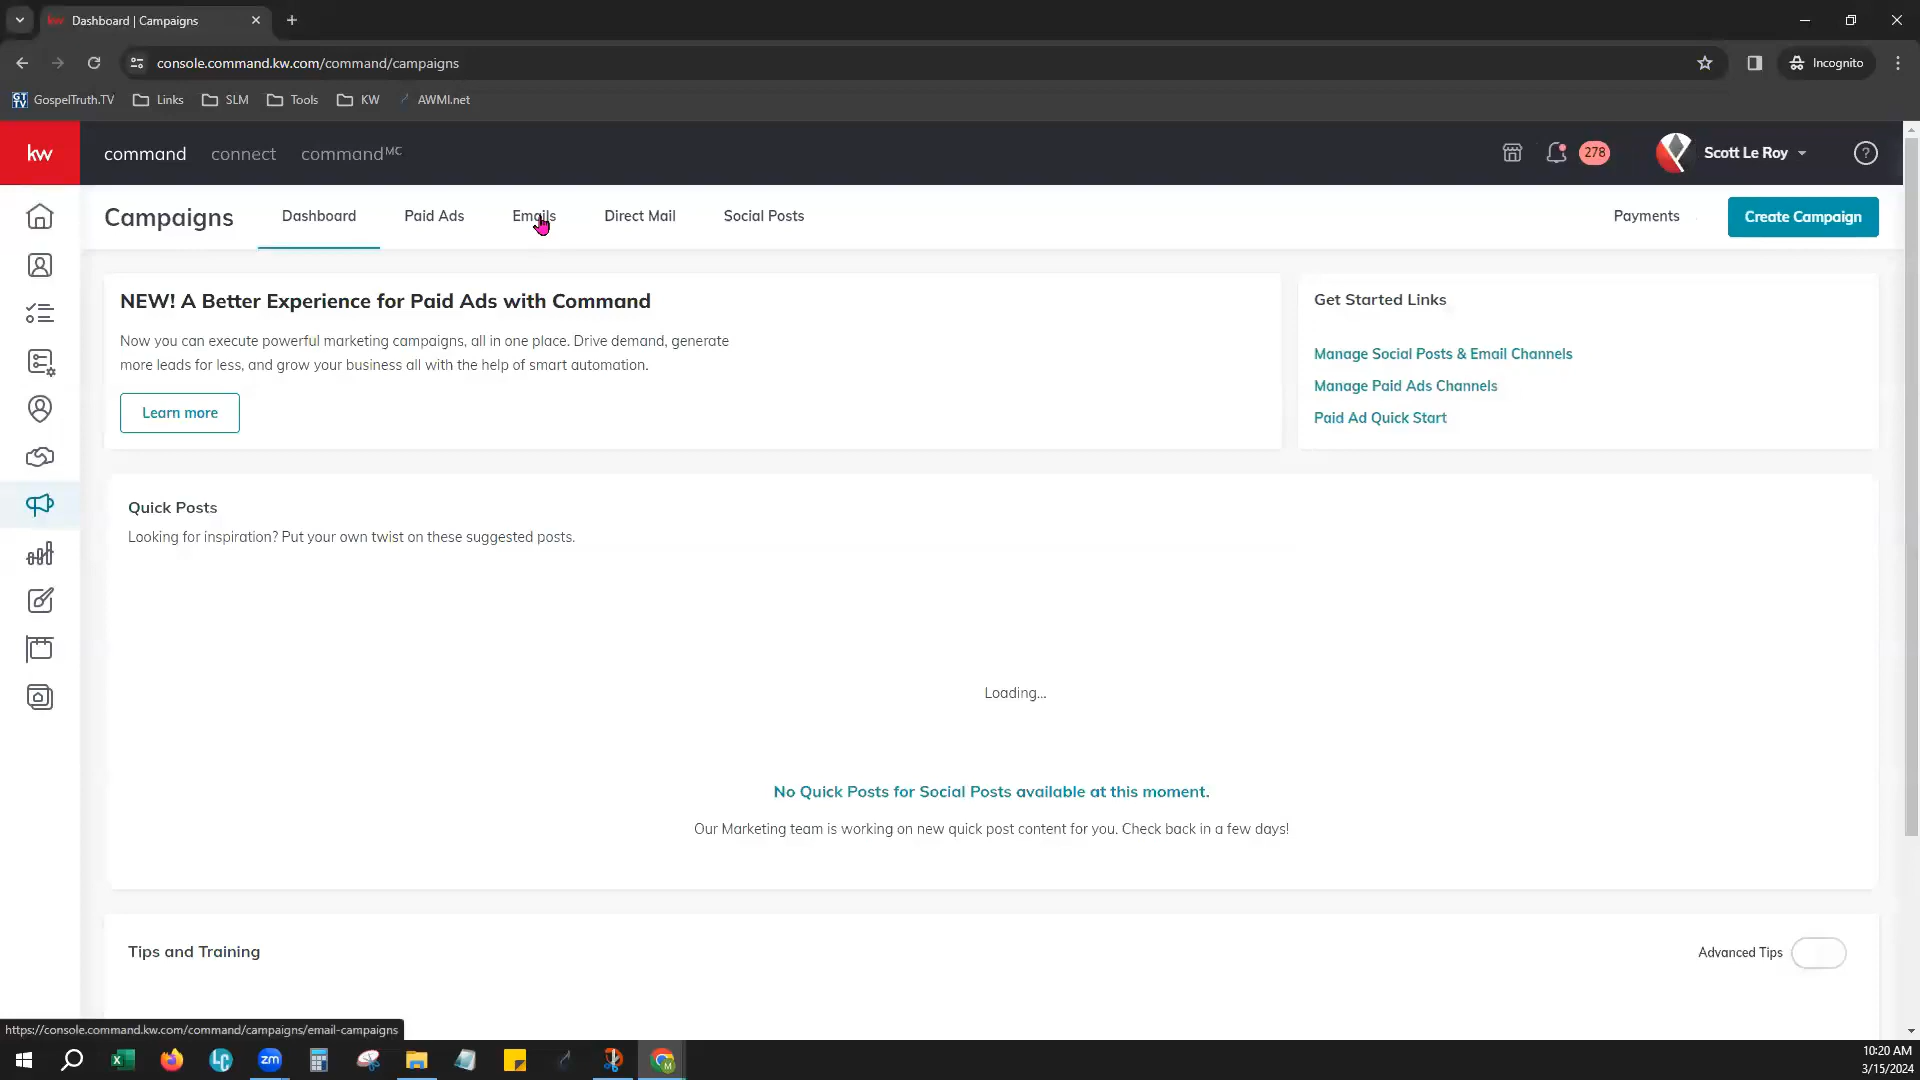 Dashboard | Campaigns
console.command.kw.com/command/campaigns
Incognito
GT TV GospelTruth.TV Links SLM Tools KW AWMI.net
kw command connect command MC 278 Scott Le Roy ?
Campaigns Dashboard Paid Ads Emails Direct Mail Social Posts Payments Create Campaign
NEW! A Better Experience for Paid Ads with Command
Now you can execute powerful marketing campaigns, all in one place. Drive demand, generate
more leads for less, and grow your business all with the help of smart automation.
Learn more
Get Started Links
Manage Social Posts & Email Channels
Manage Paid Ads Channels
Paid Ad Quick Start
Quick Posts
Looking for inspiration? Put your own twist on these suggested posts.
Loading...
No Quick Posts for Social Posts available at this moment.
Our Marketing team is working on new quick post content for you. Check back in a few days!
Tips and Training Advanced Tips
https://console.command.kw.com/command/campaigns/email-campaigns
LC zm M
10:20 AM
3/15/2024